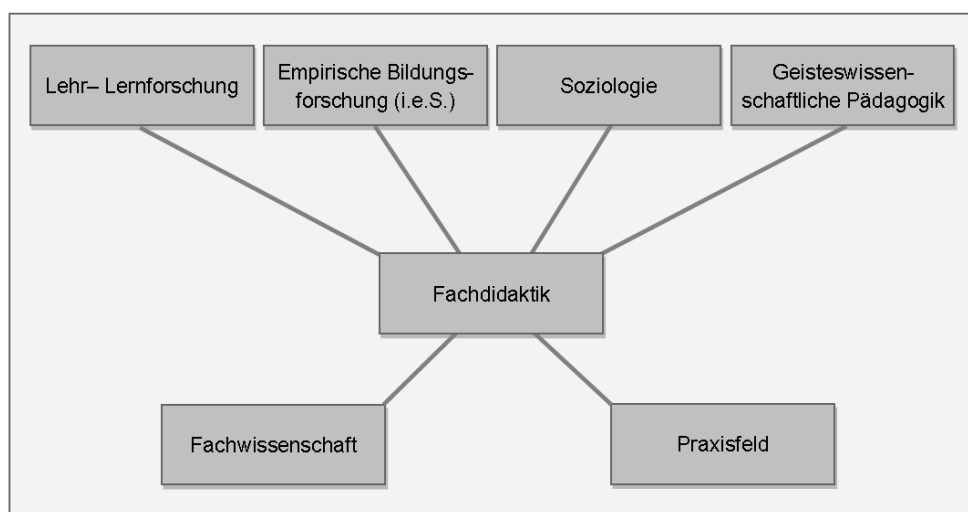 Lehr– Lernforschung
Empirische Bildungs-
forschung (i.e.S.)
Soziologie
Geisteswissen-
schaftliche Pädagogik
Fachdidaktik
Fachwissenschaft
Praxisfeld